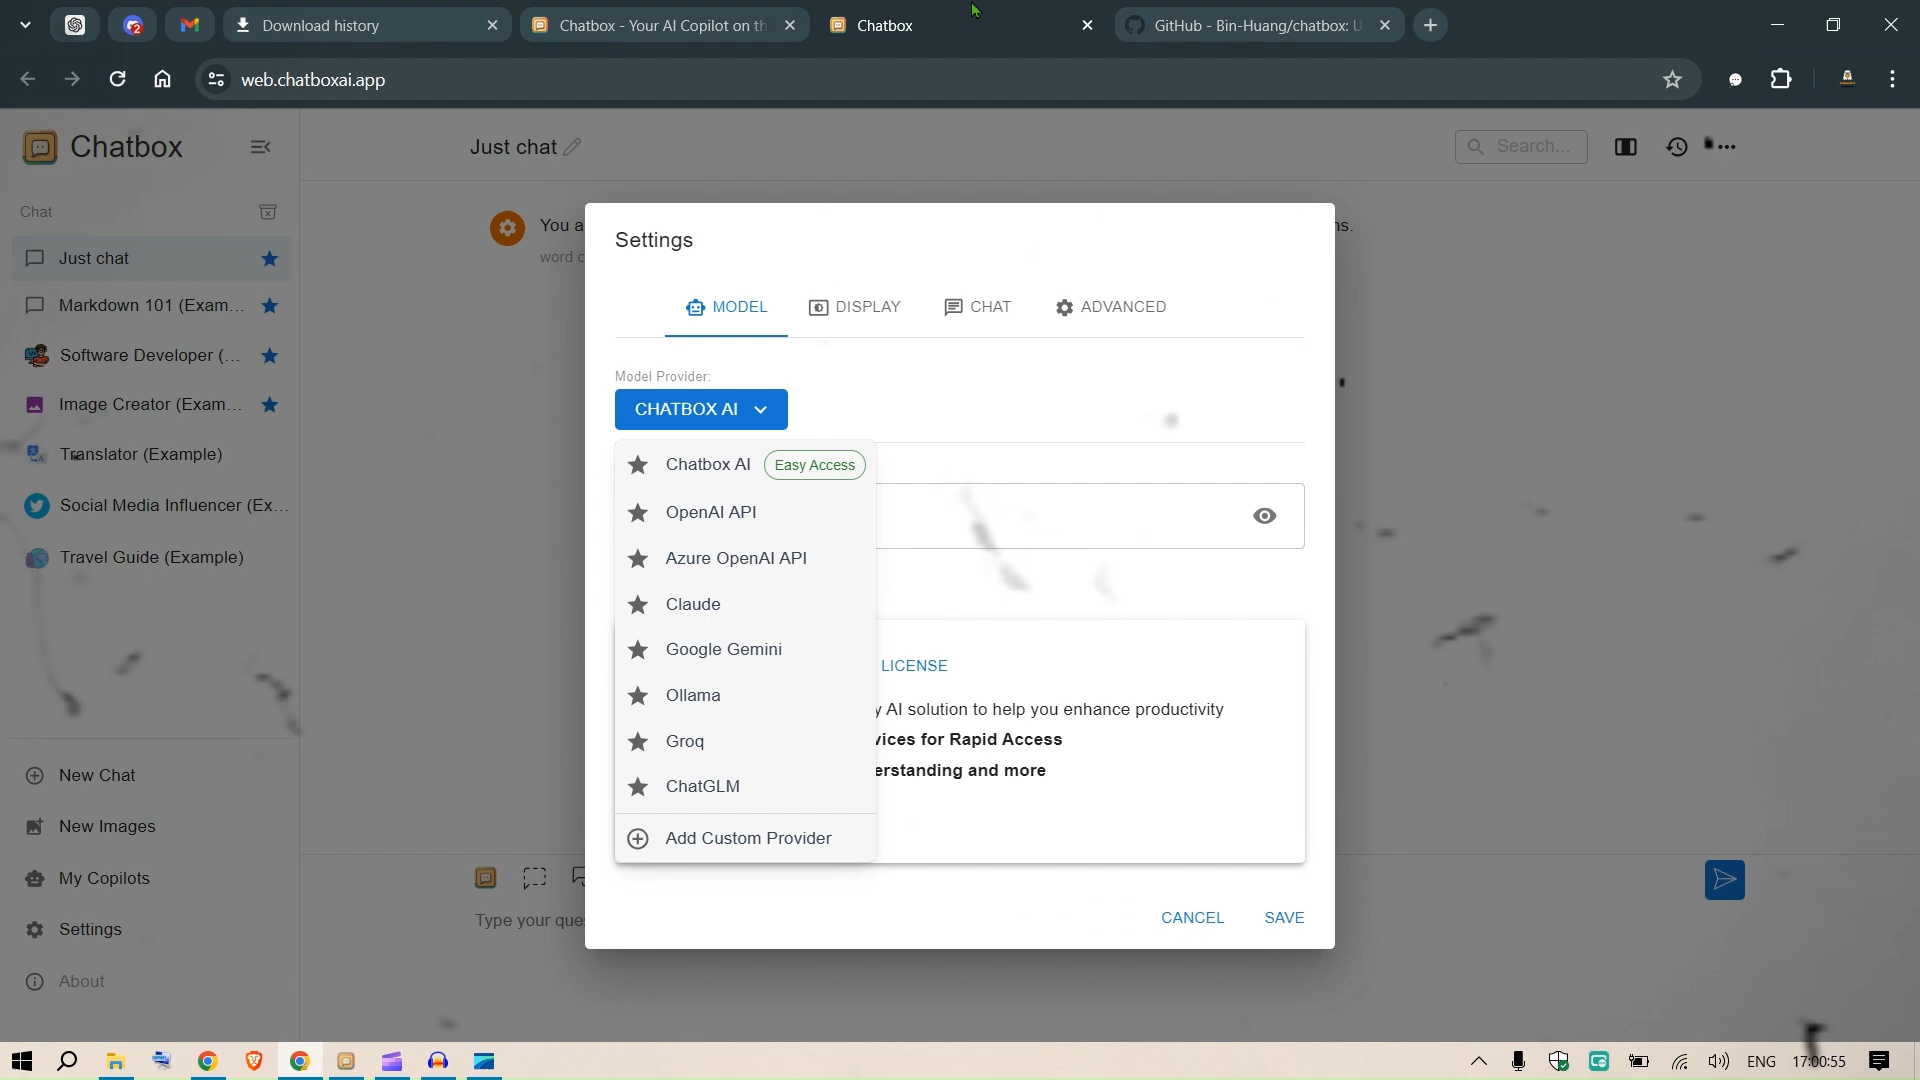 2
Download history
Chatbox - Your AI Copilot on th
Chatbox
GitHub - Bin-Huang/chatbox: U
web.chatboxai.app
Chatbox
Just chat
Search...
Chat
Just chat
Markdown 101 (Exam...
Software Developer (...
Image Creator (Exam...
Translator (Example)
Social Media Influencer (Ex...
Travel Guide (Example)
New Chat
New Images
My Copilots
Settings
About
You a
ns.
word c
Settings
MODEL
DISPLAY
CHAT
ADVANCED
Model Provider:
CHATBOX AI
Chatbox AI
Easy Access
OpenAI API
Azure OpenAI API
Claude
Google Gemini
Ollama
Groq
ChatGLM
Add Custom Provider
LICENSE
y AI solution to help you enhance productivity
vices for Rapid Access
erstanding and more
CANCEL
SAVE
Type your que
ENG
17:00:55